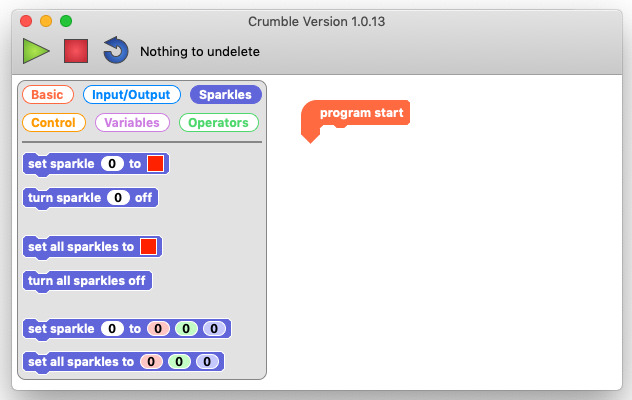 Crumble Version 1.0.13
Nothing to undelete
Basic Input/Output Sparkles
Control Variables Operators
program start
set sparkle 0 to
turn sparkle 0 off
set all sparkles to
turn all sparkles off
set sparkle 0 to 0 0 0
set all sparkles to 0 0 0